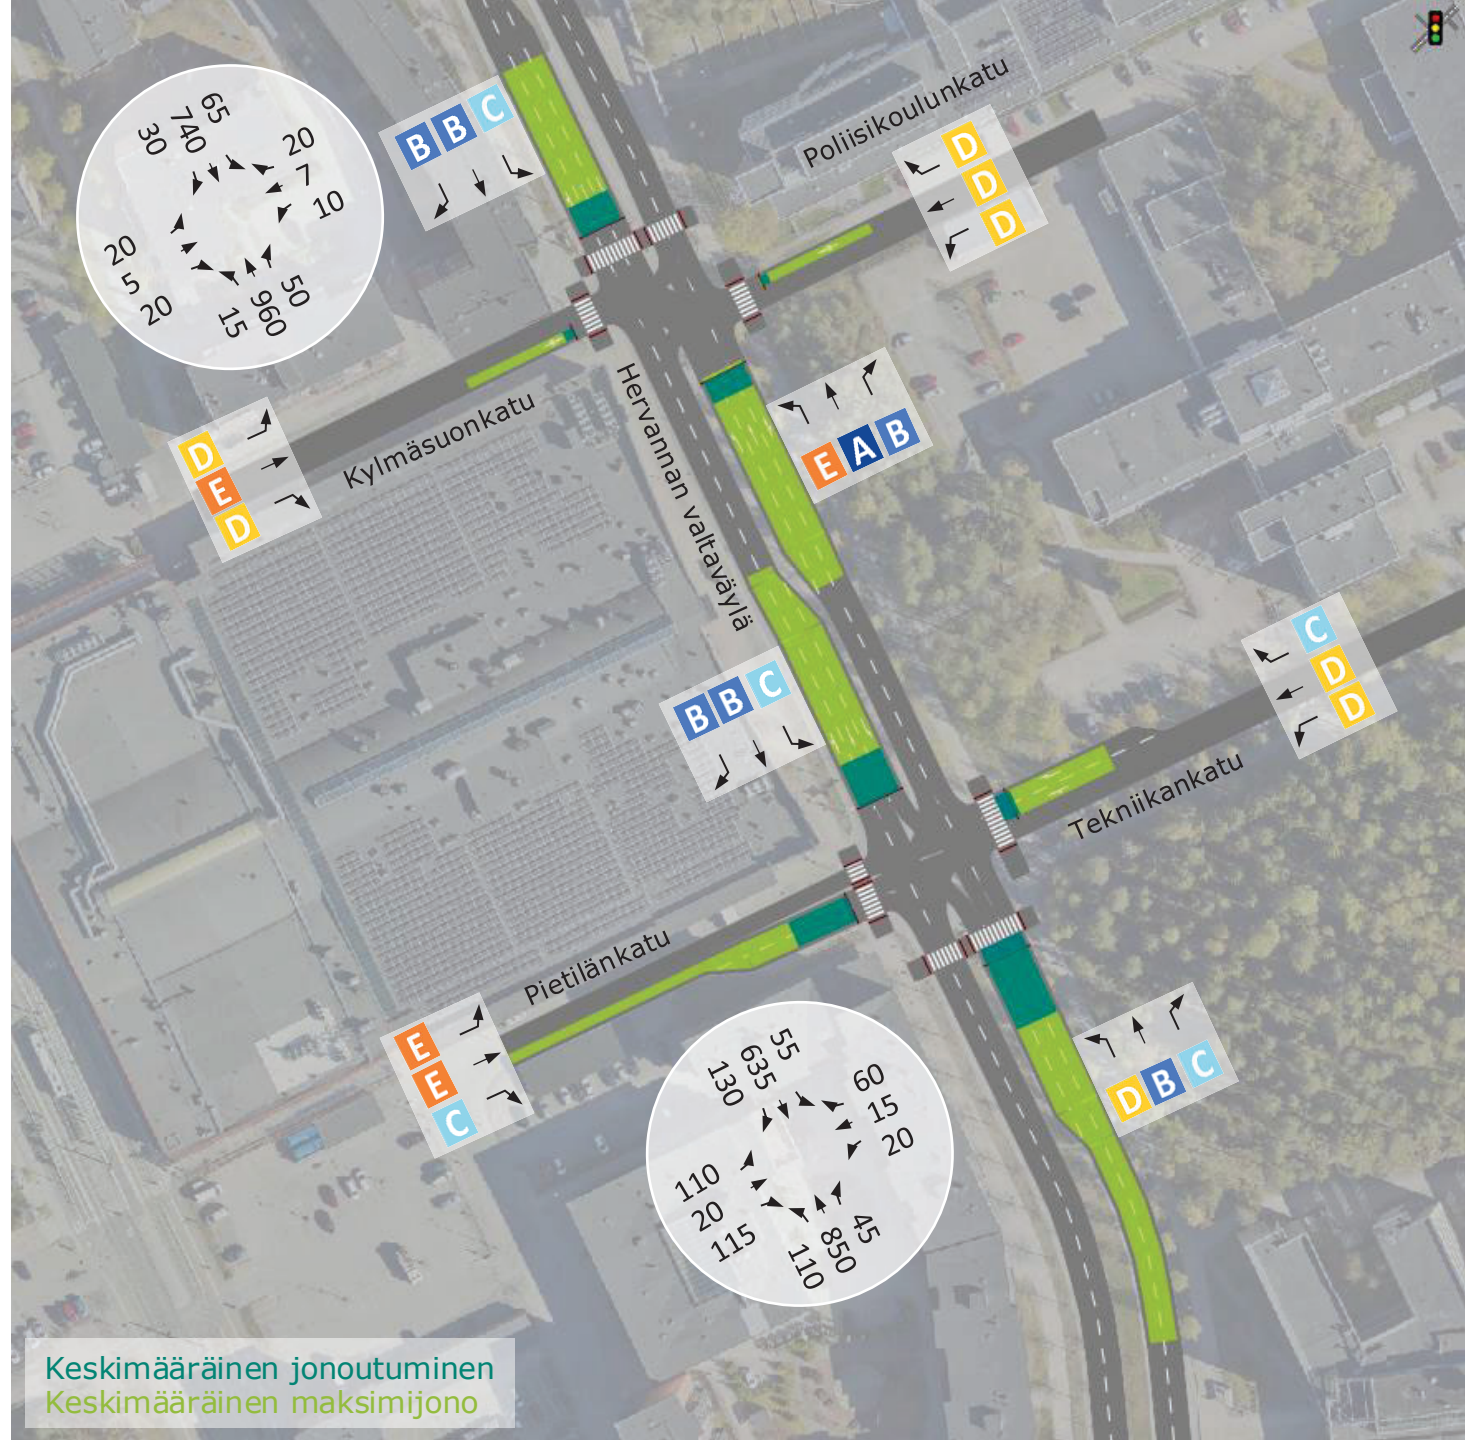 65
740
30
20
7
10
20
5
20
15
960
50
B B C
Poliisikoulunkatu
D
D
D
Kylmäsuonkatu
D
E
D
Hervannan valtaväylä
E A B
B B C
C
D
D
Tekniikankatu
Pietilänkatu
E
E
C
D B C
55
635
130
60
15
20
110
20
115
110
850
45
Keskimääräinen jonoutuminen
Keskimääräinen maksimijono